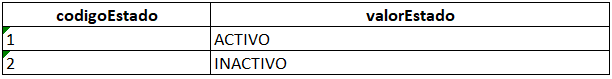 codigoEstado valorEstado
1 ACTIVO
2 INACTIVO